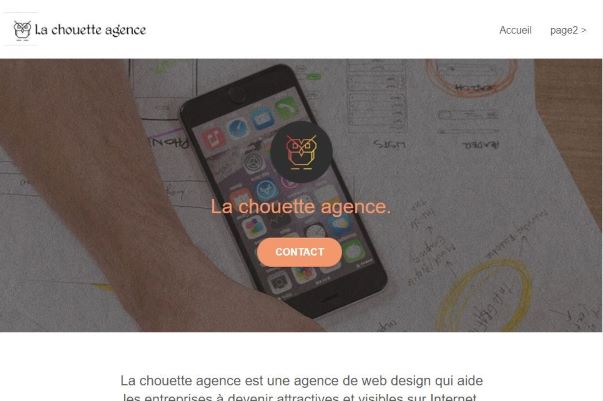 La chouette agence
Accueil
page2 >
La chouette agence.
CONTACT
La chouette agence est une agence de web design qui aide
les entreprises à devenir attractives et visibles sur Internet.